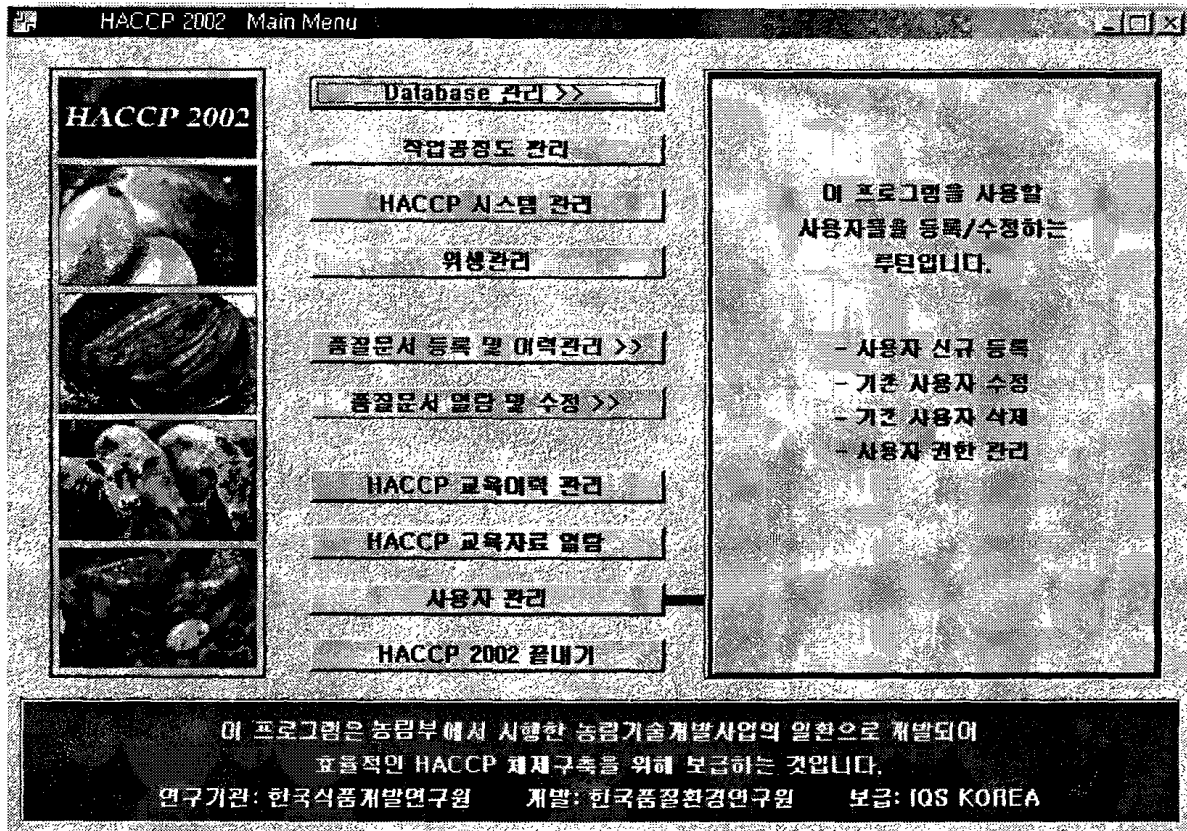 HACCP 2002 Main Menu
HACCP 2002
Database 관리 >>
작업공정도 관리
HACCP 시스템 관리
위생관리
품질문서 등록 및 이력관리 >>
품질문서 열람 및 수정 >>
HACCP 교육이력 관리
HACCP 교육자료 열람
사용자 관리
HACCP 2002 끝내기
이 프로그램을 사용할
사용자들을 등록/수정하는
루틴입니다.
- 사용자 신규 등록
- 기존 사용자 수정
- 기존 사용자 삭제
- 사용자 권한 관리
이 프로그램은 농림부에서 시행한 농림기술개발사업의 일환으로 개발되어
효율적인 HACCP 체제구축을 위해 보급하는 것입니다.
연구기관: 한국식품개발연구원 개발: 한국품질환경연구원 보급: IQS KOREA